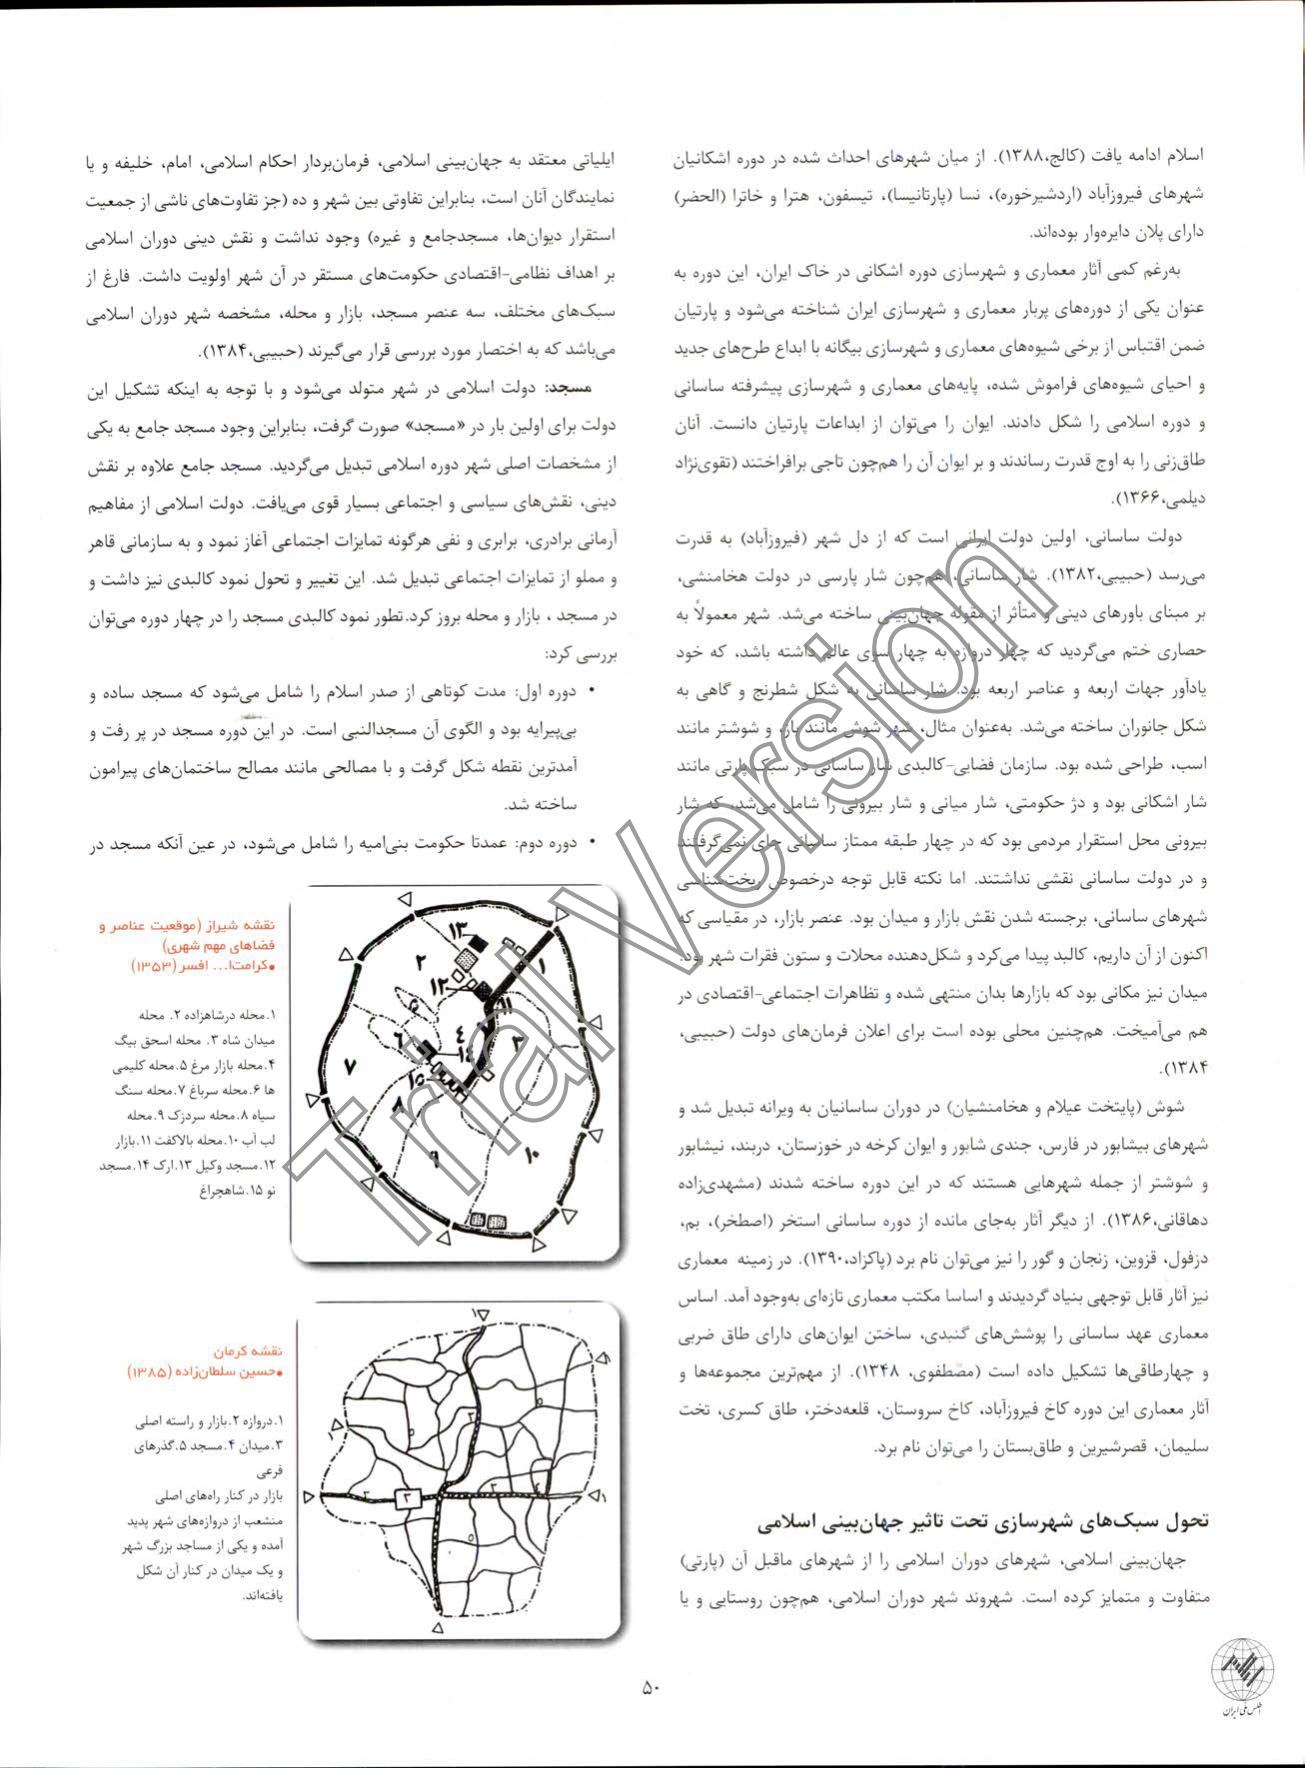 اسلام ادامه یافت (کالج،۱۳۸۸). از میان شهرهای احداث شده در دوره اشکانیان
شهرهای فیروزآباد (اردشیرخوره)، نسا (پارتانیسا)، تیسفون، هترا و خاترا (الحضر)
دارای پلان دایره‌وار بوده‌اند.
به‌رغم کمی آثار معماری و شهرسازی دوره اشکانی در خاک ایران، این دوره به
عنوان یکی از دوره‌های پربار معماری و شهرسازی ایران شناخته می‌شود و پارتیان
ضمن اقتباس از برخی شیوه‌های معماری و شهرسازی بیگانه با ابداع طرح‌های جدید
و احیای شیوه‌های فراموش شده، پایه‌های معماری و شهرسازی پیشرفته ساسانی
و دوره اسلامی را شکل دادند. ایوان را می‌توان از ابداعات پارتیان دانست. آنان
طاق‌زنی را به اوج قدرت رساندند و بر ایوان آن را هم‌چون تاجی برافراختند (تقوی‌نژاد
دیلمی،۱۳۶۶).
دولت ساسانی، اولین دولت ایرانی است که از دل شهر (فیروزآباد) به قدرت
می‌رسد (حبیبی،۱۳۸۲). شار ساسانی، هم‌چون شار پارسی در دولت هخامنشی،
بر مبنای باورهای دینی و متأثر از مقوله جهان‌بینی ساخته می‌شد. شهر معمولاً به
حصاری ختم می‌گردید که چهار دروازه به چهار سوی عالم داشته باشد، که خود
یادآور جهات اربعه و عناصر اربعه بود. شار ساسانی به شکل شطرنج و گاهی به
شکل جانوران ساخته می‌شد. به‌عنوان مثال، شهر شوش مانند باز، و شوشتر مانند
اسب، طراحی شده بود. سازمان فضایی-کالبدی شار ساسانی در سبک پارتی مانند
شار اشکانی بود و دژ حکومتی، شار میانی و شار بیرونی را شامل می‌شد، که شار
بیرونی محل استقرار مردمی بود که در چهار طبقه ممتاز ساسانی جای نمی‌گرفتند
و در دولت ساسانی نقشی نداشتند. اما نکته قابل توجه درخصوص ریخت‌شناسی
شهرهای ساسانی، برجسته شدن نقش بازار و میدان بود. عنصر بازار، در مقیاسی که
اکنون از آن داریم، کالبد پیدا می‌کرد و شکل‌دهنده محلات و ستون فقرات شهر بود.
میدان نیز مکانی بود که بازارها بدان منتهی شده و تظاهرات اجتماعی-اقتصادی در
هم می‌آمیخت. هم‌چنین محلی بوده است برای اعلان فرمان‌های دولت (حبیبی،
۱۳۸۴).
شوش (پایتخت عیلام و هخامنشیان) در دوران ساسانیان به ویرانه تبدیل شد و
شهرهای بیشابور در فارس، جندی شاپور و ایوان کرخه در خوزستان، دربند، نیشابور
و شوشتر از جمله شهرهایی هستند که در این دوره ساخته شدند (مشهدی‌زاده
دهاقانی،۱۳۸۶). از دیگر آثار به‌جای مانده از دوره ساسانی استخر (اصطخر)، بم،
دزفول، قزوین، زنجان و گور را نیز می‌توان نام برد (پاکزاد،۱۳۹۰). در زمینه معماری
نیز آثار قابل توجهی بنیاد گردیدند و اساسا مکتب معماری تازه‌ای به‌وجود آمد. اساس
معماری عهد ساسانی را پوشش‌های گنبدی، ساختن ایوان‌های دارای طاق ضربی
و چهارطاقی‌ها تشکیل داده است (مصطفوی، ۱۳۴۸). از مهم‌ترین مجموعه‌ها و
آثار معماری این دوره کاخ فیروزآباد، کاخ سروستان، قلعه‌دختر، طاق کسری، تخت
سلیمان، قصرشیرین و طاق‌بستان را می‌توان نام برد.
تحول سبک‌های شهرسازی تحت تاثیر جهان‌بینی اسلامی
جهان‌بینی اسلامی، شهرهای دوران اسلامی را از شهرهای ماقبل آن (پارتی)
متفاوت و متمایز کرده است. شهروند شهر دوران اسلامی، هم‌چون روستایی و یا
ایلیاتی معتقد به جهان‌بینی اسلامی، فرمان‌بردار احکام اسلامی، امام، خلیفه و یا
نمایندگان آنان است، بنابراین تفاوتی بین شهر و ده (جز تفاوت‌های ناشی از جمعیت
استقرار دیوان‌ها، مسجدجامع و غیره) وجود نداشت و نقش دینی دوران اسلامی
بر اهداف نظامی-اقتصادی حکومت‌های مستقر در آن شهر اولویت داشت. فارغ از
سبک‌های مختلف، سه عنصر مسجد، بازار و محله، مشخصه شهر دوران اسلامی
می‌باشد که به اختصار مورد بررسی قرار می‌گیرند (حبیبی،۱۳۸۴).
مسجد: دولت اسلامی در شهر متولد می‌شود و با توجه به اینکه تشکیل این
دولت برای اولین بار در «مسجد» صورت گرفت، بنابراین وجود مسجد جامع به یکی
از مشخصات اصلی شهر دوره اسلامی تبدیل می‌گردید. مسجد جامع علاوه بر نقش
دینی، نقش‌های سیاسی و اجتماعی بسیار قوی می‌یافت. دولت اسلامی از مفاهیم
آرمانی برادری، برابری و نفی هرگونه تمایزات اجتماعی آغاز نمود و به سازمانی قاهر
و مملو از تمایزات اجتماعی تبدیل شد. این تغییر و تحول نمود کالبدی نیز داشت و
در مسجد ، بازار و محله بروز کرد.تطور نمود کالبدی مسجد را در چهار دوره می‌توان
بررسی کرد:
• دوره اول: مدت کوتاهی از صدر اسلام را شامل می‌شود که مسجد ساده و
بی‌پیرایه بود و الگوی آن مسجدالنبی است. در این دوره مسجد در پر رفت و
آمدترین نقطه شکل گرفت و با مصالحی مانند مصالح ساختمان‌های پیرامون
ساخته شد.
• دوره دوم: عمدتا حکومت بنی‌امیه را شامل می‌شود، در عین آنکه مسجد در
نقشه شیراز (موقعیت عناصر و
فضاهای مهم شهری)
•کرامت‌ا... افسر (۱۳۵۳)
۱.محله درشاهزاده ۲. محله
میدان شاه ۳. محله اسحق بیگ
۴.محله بازار مرغ ۵.محله کلیمی
ها ۶.محله سرباغ ۷.محله سنگ
سیاه ۸.محله سردزک ۹.محله
لب آب ۱۰.محله بالاکفت ۱۱.بازار
۱۲.مسجد وکیل ۱۳.ارک ۱۴.مسجد
نو ۱۵.شاهچراغ
۱
۲
۳
۴
۷
۹
۱۰
۱۱
۱۲
۱۳
۱۴
۱۵
نقشه کرمان
•حسین سلطان‌زاده (۱۳۸۵)
۱.دروازه ۲.بازار و راسته اصلی
۳.میدان ۴.مسجد ۵.گذرهای
فرعی
بازار در کنار راه‌های اصلی
منشعب از دروازه‌های شهر پدید
آمده و یکی از مساجد بزرگ شهر
و یک میدان در کنار آن شکل
یافته‌اند.
۵۰
اطلس ملی ایران
Trial Version